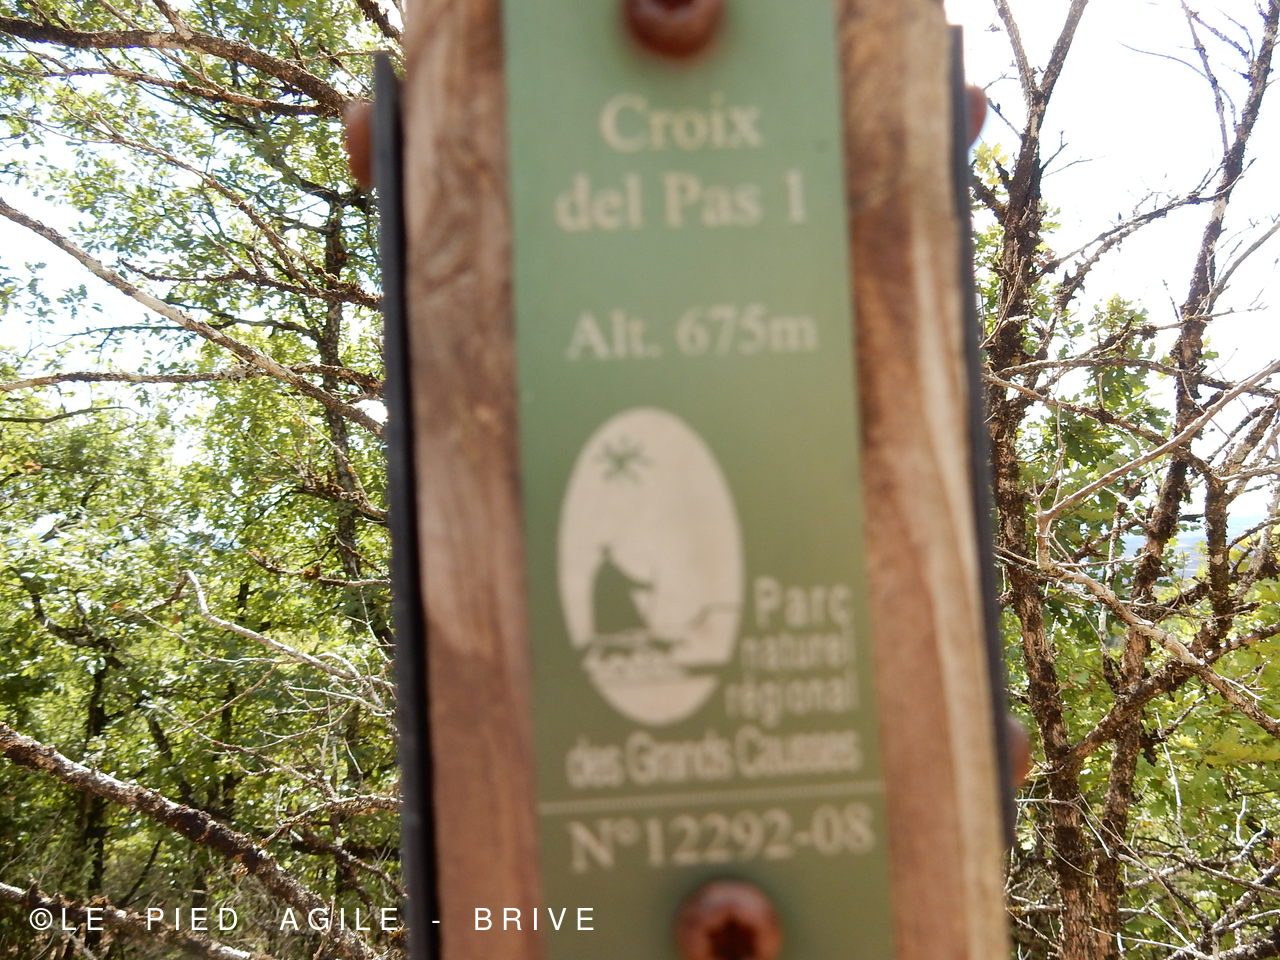 Croix
del Pas 1
Alt. 675m
Parc
naturel
régional
des Grands Causses
N°12292-08
©LE PIED AGILE - BRIVE